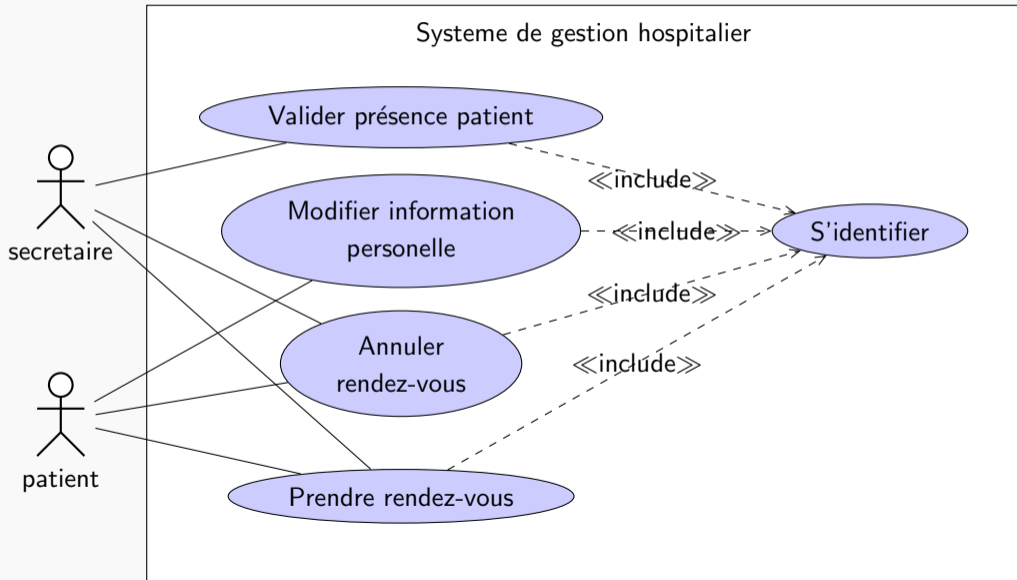 Systeme de gestion hospitalier
Valider présence patient
≪include≫
Modifier information
personelle
≪include≫
S'identifier
secretaire
≪include≫
Annuler
rendez-vous
≪include≫
patient
Prendre rendez-vous